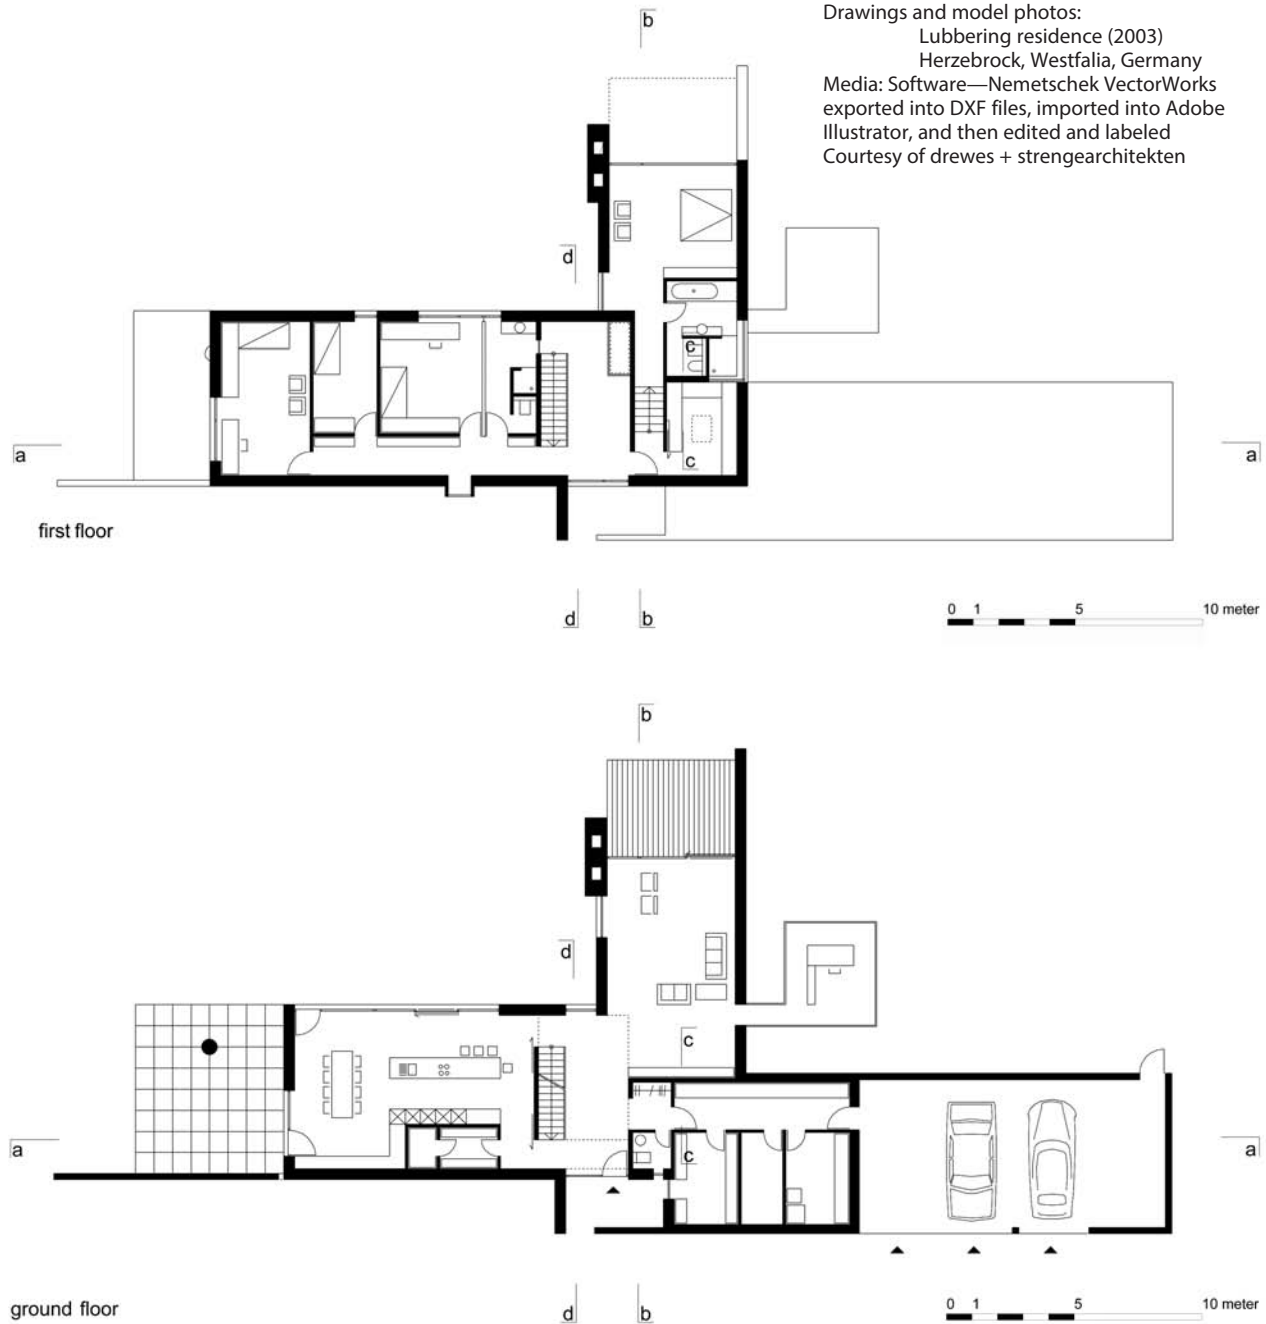 b
Drawings and model photos:
Lubbering residence (2003)
Herzebrock, Westfalia, Germany
Media: Software—Nemetschek VectorWorks
exported into DXF files, imported into Adobe
Illustrator, and then edited and labeled
Courtesy of drewes + strengearchitekten
d
c
a
c
a
first floor
d
b
0 1 5 10 meter
b
d
c
a
c
a
ground floor
d
b
0 1 5 10 meter